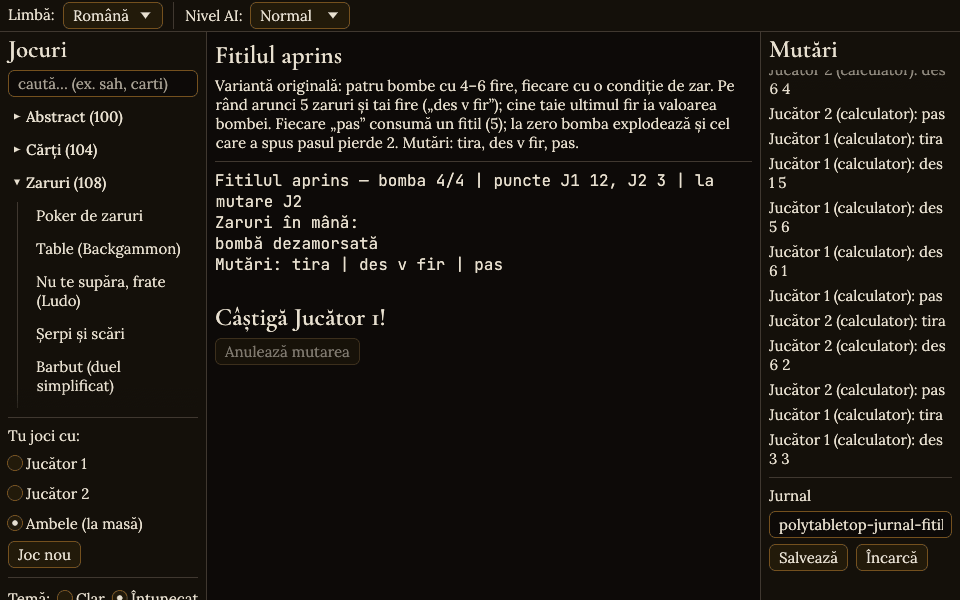 Limbă:
Română
Nivel AI:
Normal
Jocuri
caută... (ex. sah, carti)
Abstract (100)
Cărți (104)
Zaruri (108)
Poker de zaruri
Table (Backgammon)
Nu te supăra, frate
(Ludo)
Șerpi și scări
Barbut (duel
simplificat)
Tu joci cu:
Jucător 1
Jucător 2
Ambele (la masă)
Joc nou
Temă:
Clar
Întunecat
Fitilul aprins
Variantă originală: patru bombe cu 4–6 fire, fiecare cu o condiție de zar. Pe
rând arunci 5 zaruri și tai fire („des v fir”); cine taie ultimul fir ia valoarea
bombei. Fiecare „pas” consumă un fitil (5); la zero bomba explodează și cel
care a spus pasul pierde 2. Mutări: tira, des v fir, pas.
Fitilul aprins — bomba 4/4 | puncte J1 12, J2 3 | la
mutare J2
Zaruri în mână:
bombă dezamorsată
Mutări: tira | des v fir | pas
Câștigă Jucător 1!
Anulează mutarea
Mutări
Jucător 2 (calculator): des
6 4
Jucător 2 (calculator): pas
Jucător 1 (calculator): tira
Jucător 1 (calculator): des
1 5
Jucător 1 (calculator): des
5 6
Jucător 1 (calculator): des
6 1
Jucător 1 (calculator): pas
Jucător 2 (calculator): tira
Jucător 2 (calculator): des
6 2
Jucător 2 (calculator): pas
Jucător 1 (calculator): tira
Jucător 1 (calculator): des
3 3
Jurnal
polytabletop-jurnal-fitil
Salvează
Încarcă